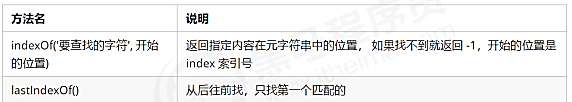 方法名 说明
indexOf('要查找的字符', 开始 返回指定内容在元字符串中的位置， 如果找不到就返回 -1，开始的位置是
的位置) index 索引号
lastIndexOf() 从后往前找，只找第一个匹配的